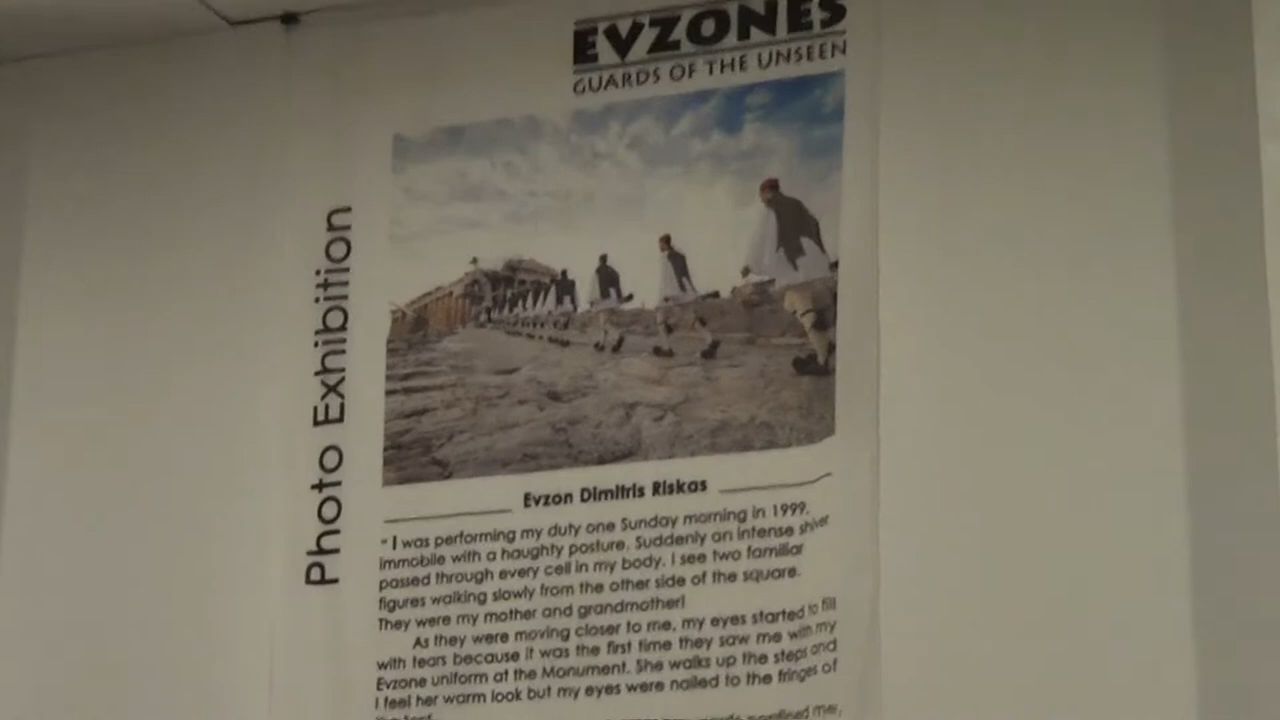 EVZONES
GUARDS OF THE UNSEEN
Photo Exhibition
Evzon Dimitris Riskas
"I was performing my duty one Sunday morning in 1999,
immobile with a haughty posture. Suddenly an intense shiver
passed through every cell in my body. I see two familiar
figures walking slowly from the other side of the square.
They were my mother and grandmother!
As they were moving closer to me, my eyes started to fill
with tears because it was the first time they saw me with my
Evzone uniform at the Monument. She walks up the steps and
I feel her warm look but my eyes were nailed to the fringes of